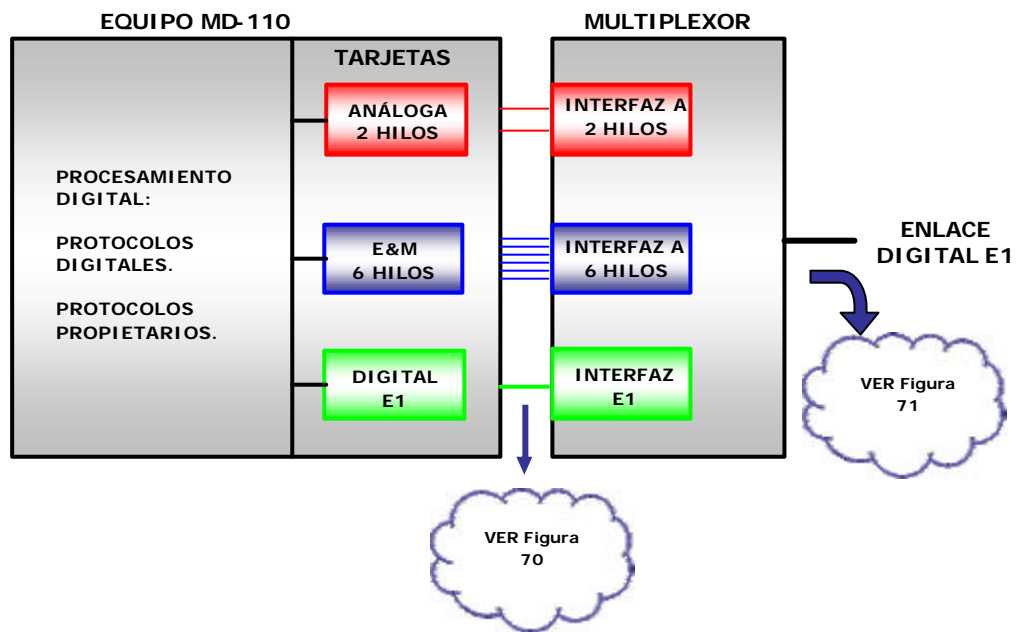 EQUIPO MD-110
MULTIPLEXOR
TARJETAS
PROCESAMIENTO
DIGITAL:
PROTOCOLOS
DIGITALES.
PROTOCOLOS
PROPIETARIOS.
ANÁLOGA
2 HILOS
E&M
6 HILOS
DIGITAL
E1
INTERFAZ A
2 HILOS
INTERFAZ A
6 HILOS
INTERFAZ
E1
ENLACE
DIGITAL E1
VER Figura
71
VER Figura
70